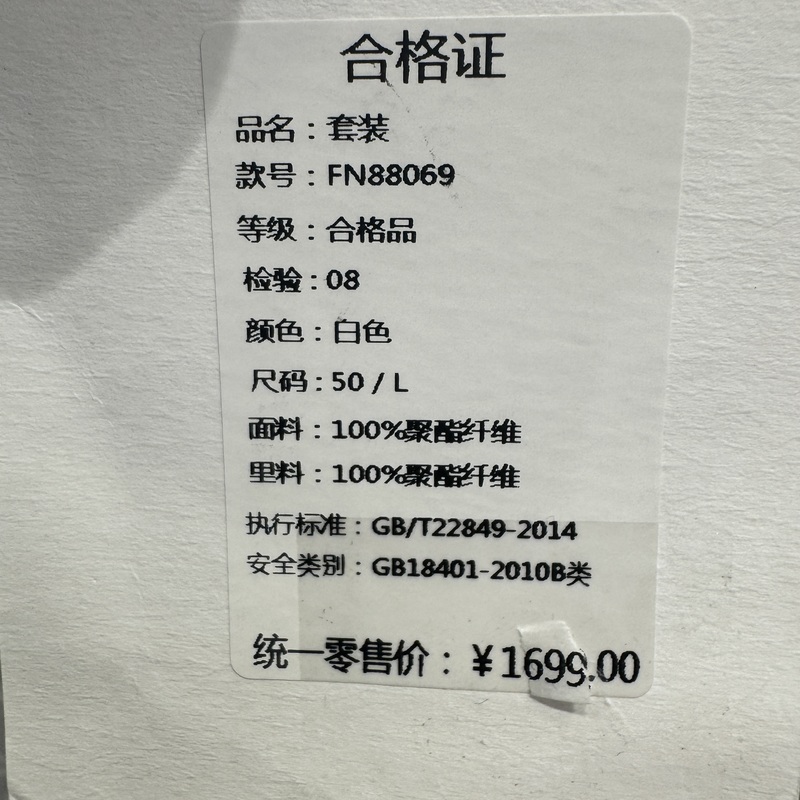 合格证
品名：套装
款号：FN88069
等级：合格品
检验：08
颜色：白色
尺码：50 / L
面料：100%聚酯纤维
里料：100%聚酯纤维
执行标准：GB/T22849-2014
安全类别：GB18401-2010B类
统一零售价：￥1699.00